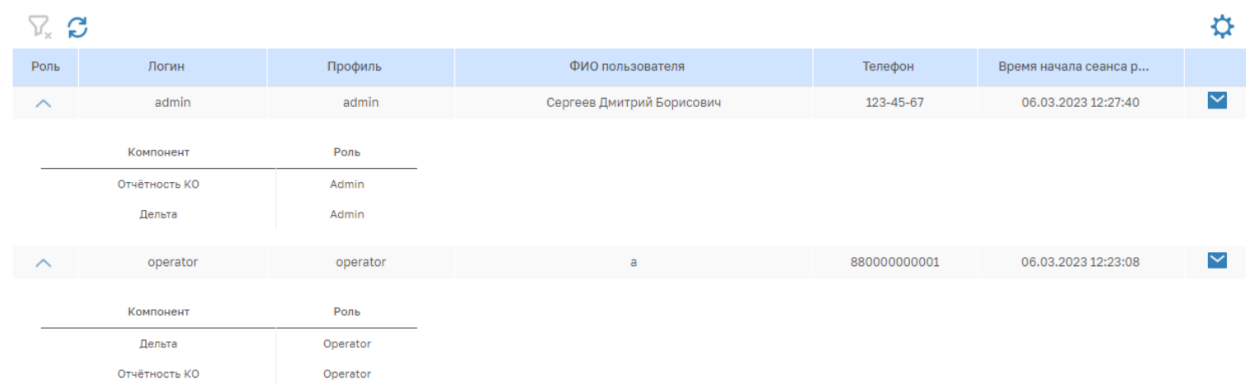 Роль Логин Профиль ФИО пользователя Телефон Время начала сеанса р...
admin admin Сергеев Дмитрий Борисович 123-45-67 06.03.2023 12:27:40
Компонент Роль
Отчётность КО Admin
Дельта Admin
operator operator а 880000000001 06.03.2023 12:23:08
Компонент Роль
Дельта Operator
Отчётность КО Operator